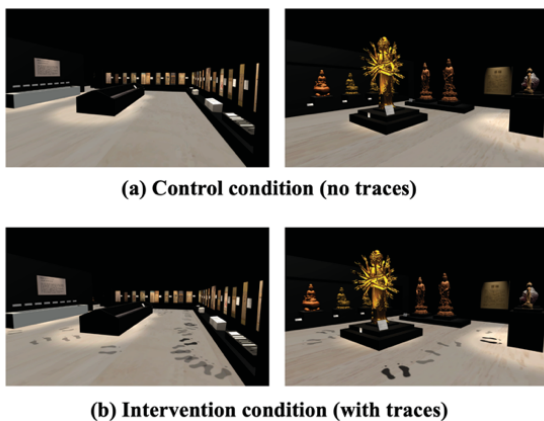 (a) Control condition (no traces)
(b) Intervention condition (with traces)